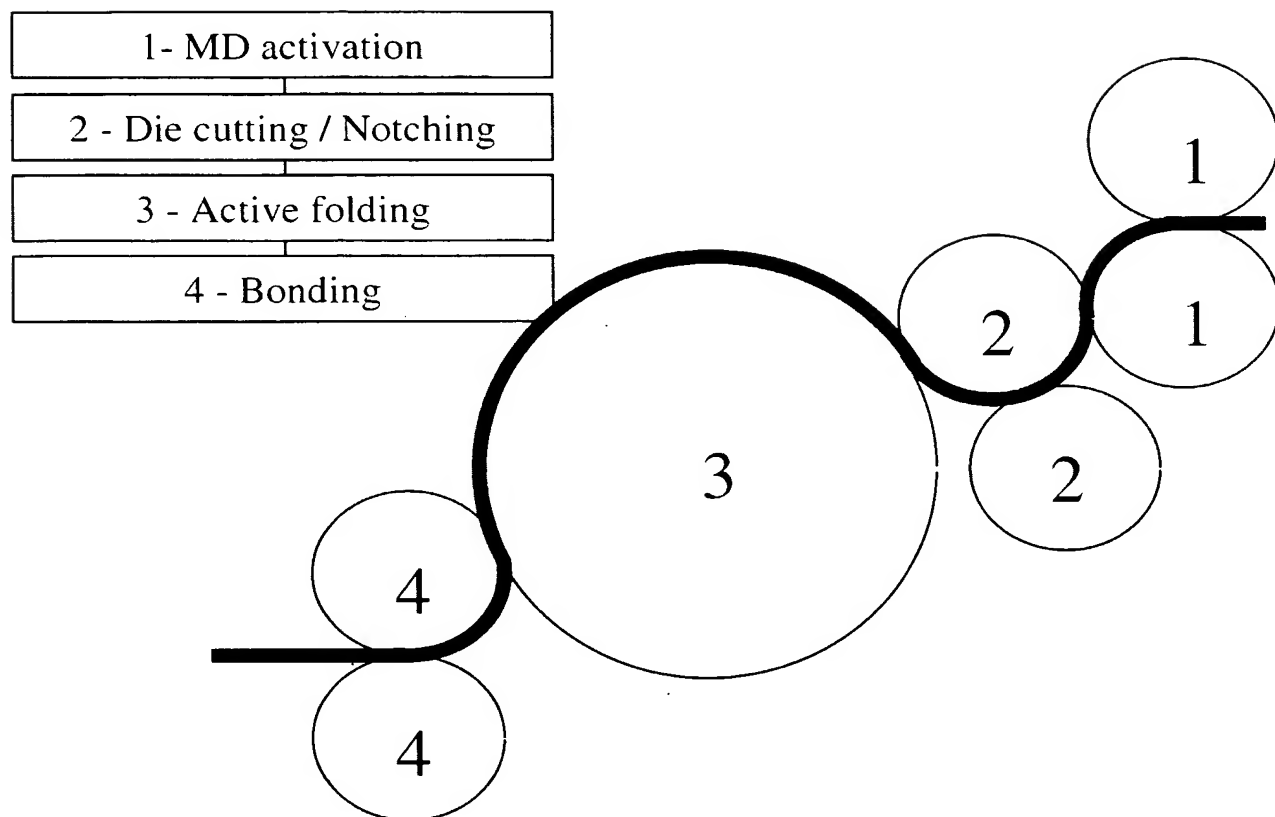 1- MD activation
2 - Die cutting / Notching
3 - Active folding
4 - Bonding
1
1
2
2
3
4
4